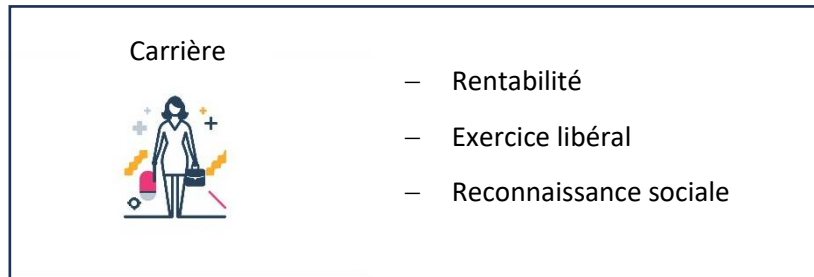 Carrière
– Rentabilité
– Exercice libéral
– Reconnaissance sociale